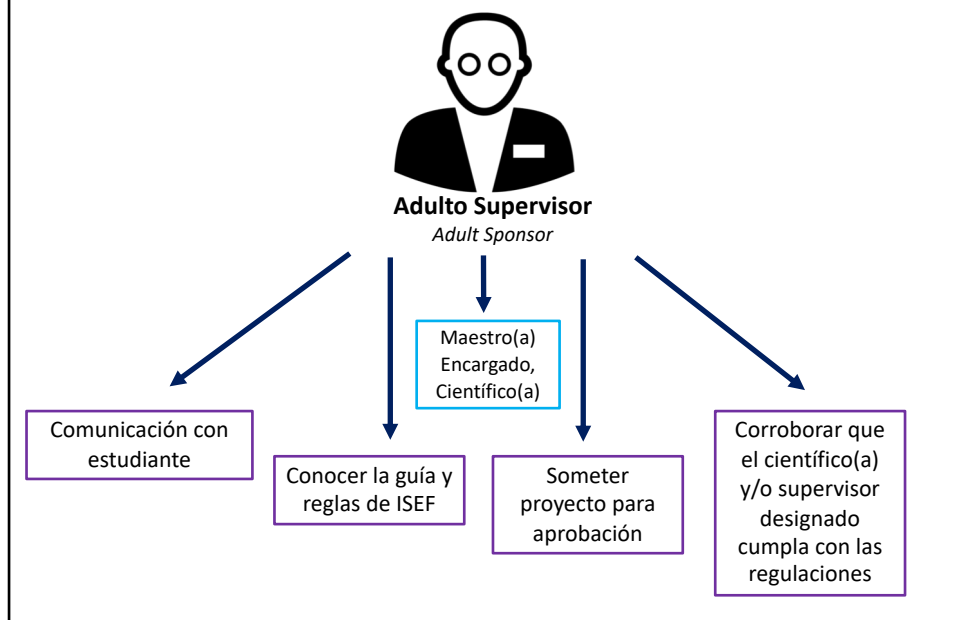 Adulto Supervisor
Adult Sponsor
Maestro(a)
Encargado,
Científico(a)
Comunicación con
estudiante
Conocer la guía y
reglas de ISEF
Someter
proyecto para
aprobación
Corroborar que
el científico(a)
y/o supervisor
designado
cumpla con las
regulaciones